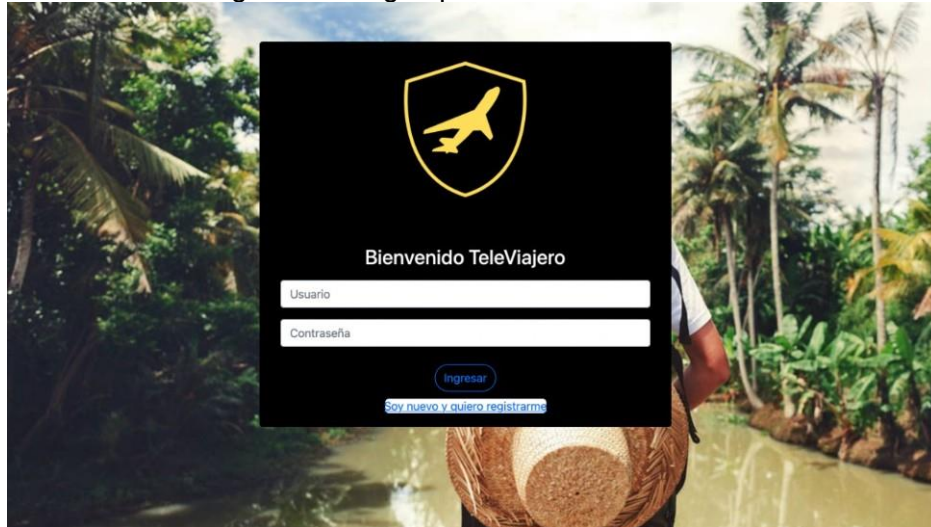 Bienvenido TeleViajero
Usuario
Contraseña
Ingresar
Soy nuevo y quiero registrarme